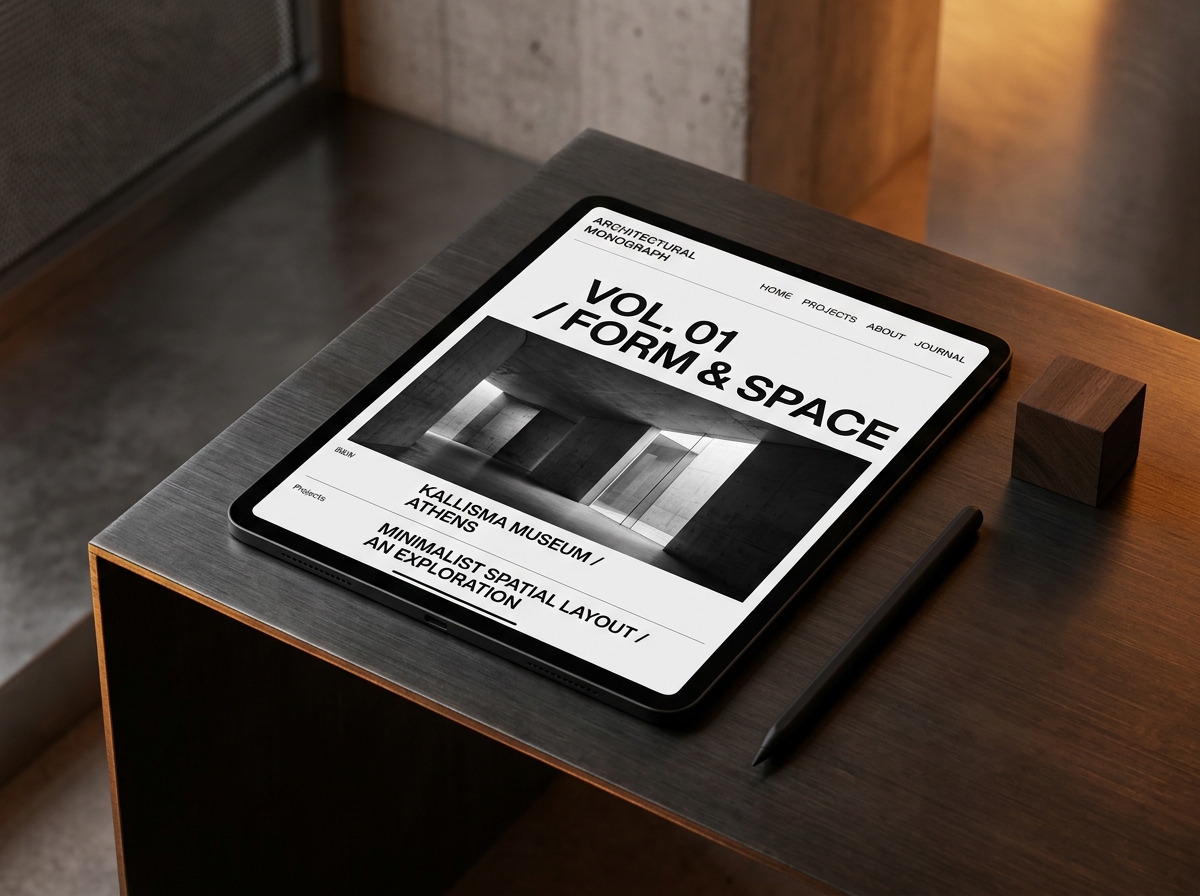 ARCHITECTURAL
MONOGRAPH
HOME PROJECTS ABOUT JOURNAL
VOL. 01
/ FORM & SPACE
KALLISMA MUSEUM /
ATHENS
Projects
MINIMALIST SPATIAL LAYOUT /
AN EXPLORATION